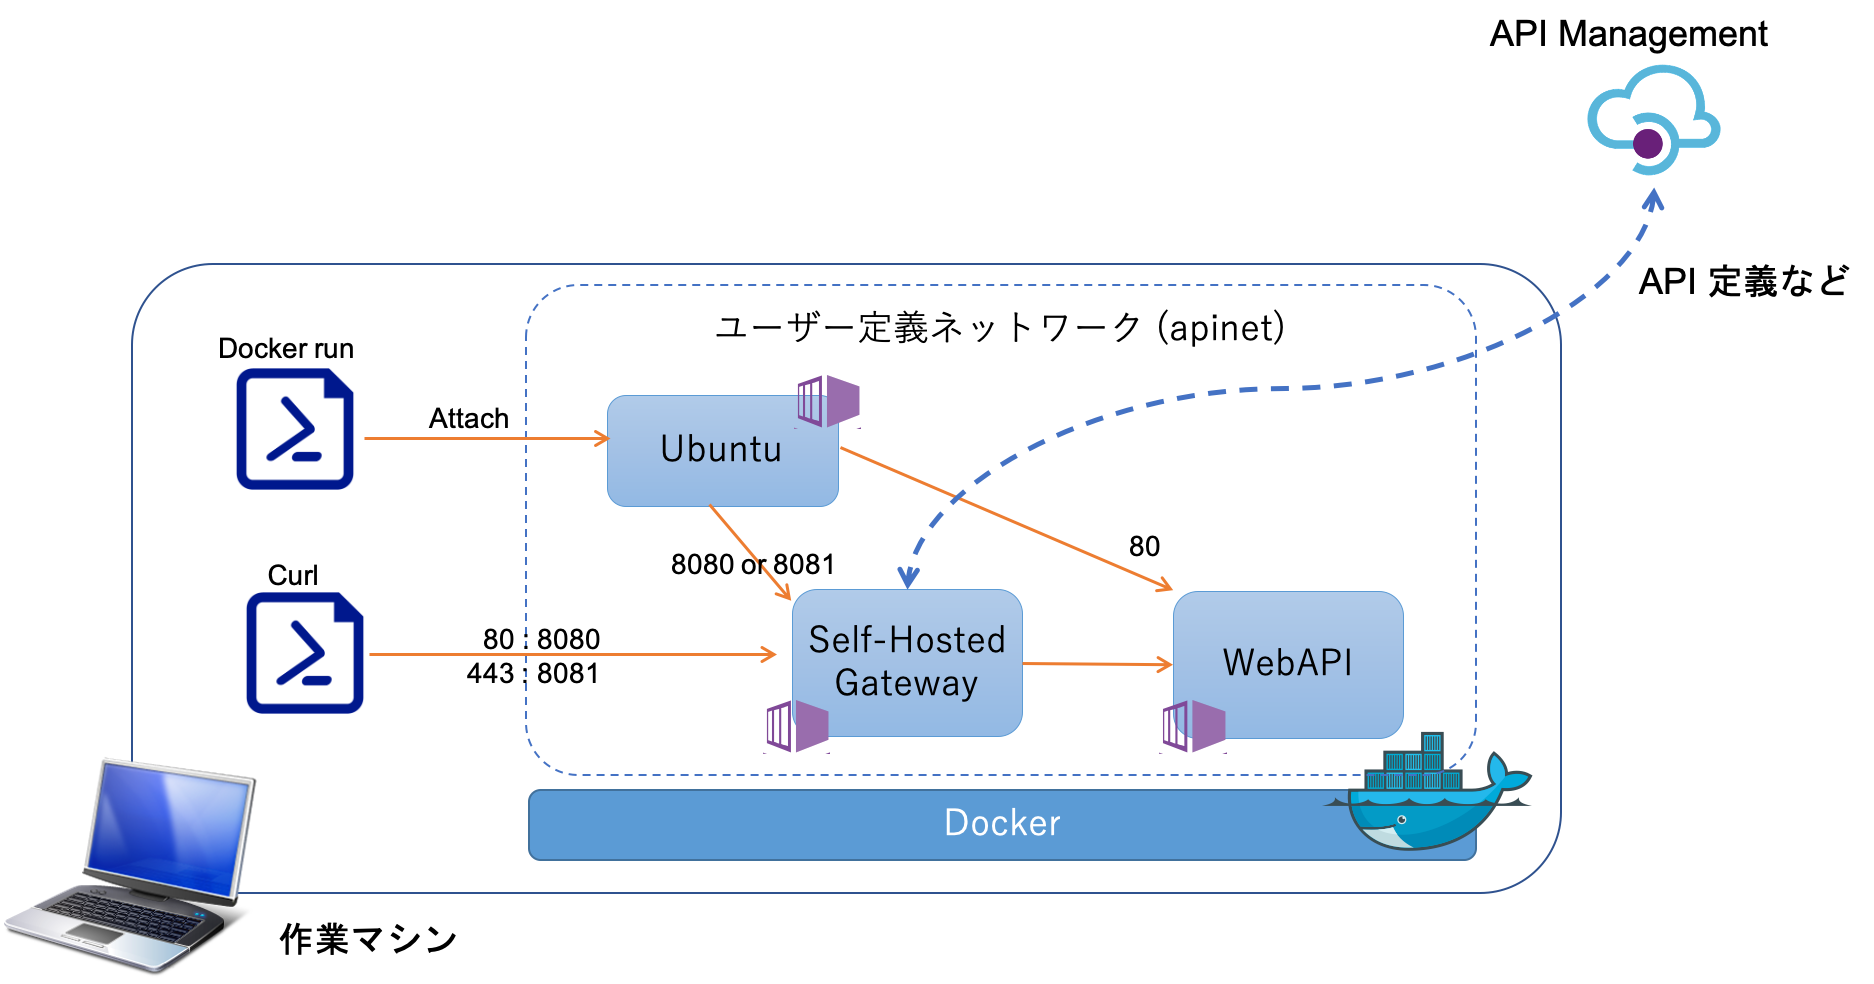 API Management
API 定義など
ユーザー定義ネットワーク (apinet)
Docker run
Attach
Ubuntu
8080 or 8081
80
Curl
80 : 8080
443 : 8081
Self-Hosted
Gateway
WebAPI
Docker
作業マシン